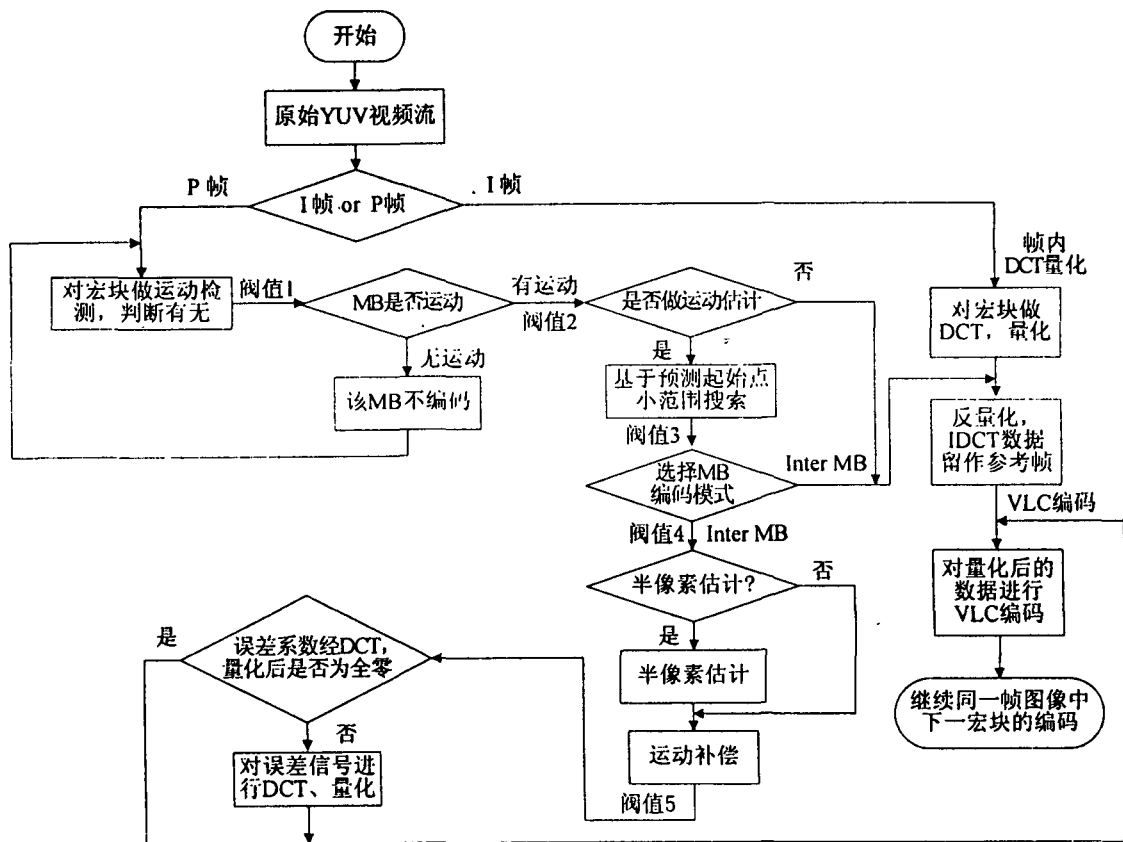 开始
原始YUV视频流
P 帧
I 帧
I帧 or P帧
帧内
DCT量化
对宏块做运动检
测，判断有无
阀值1
MB是否运动
有运动
阀值2
是否做运动估计
否
对宏块做
DCT，量化
无运动
是
该MB不编码
基于预测起始点
小范围搜索
反量化，
IDCT数据
留作参考帧
阀值3
选择MB
编码模式
Inter MB
VLC编码
阀值4
Inter MB
半像素估计?
否
对量化后的
数据进行
VLC编码
是
误差系数经DCT，
量化后是否为全零
是
半像素估计
继续同一帧图像中
下一宏块的编码
否
运动补偿
对误差信号进
行DCT、量化
阀值5